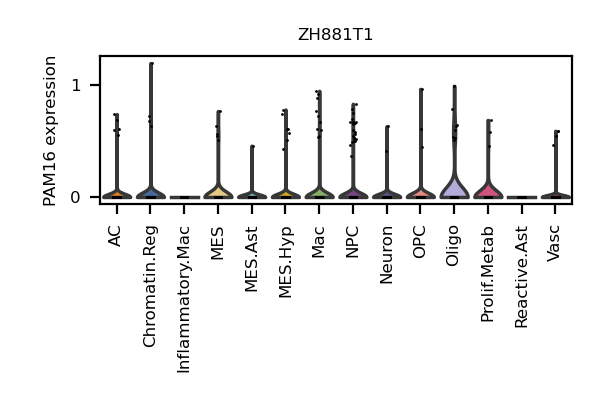 ZH881T1
PAM16 expression
1
0
AC
Chromatin.Reg
Inflammatory.Mac
MES
MES.Ast
MES.Hyp
Mac
NPC
Neuron
OPC
Oligo
Prolif.Metab
Reactive.Ast
Vasc